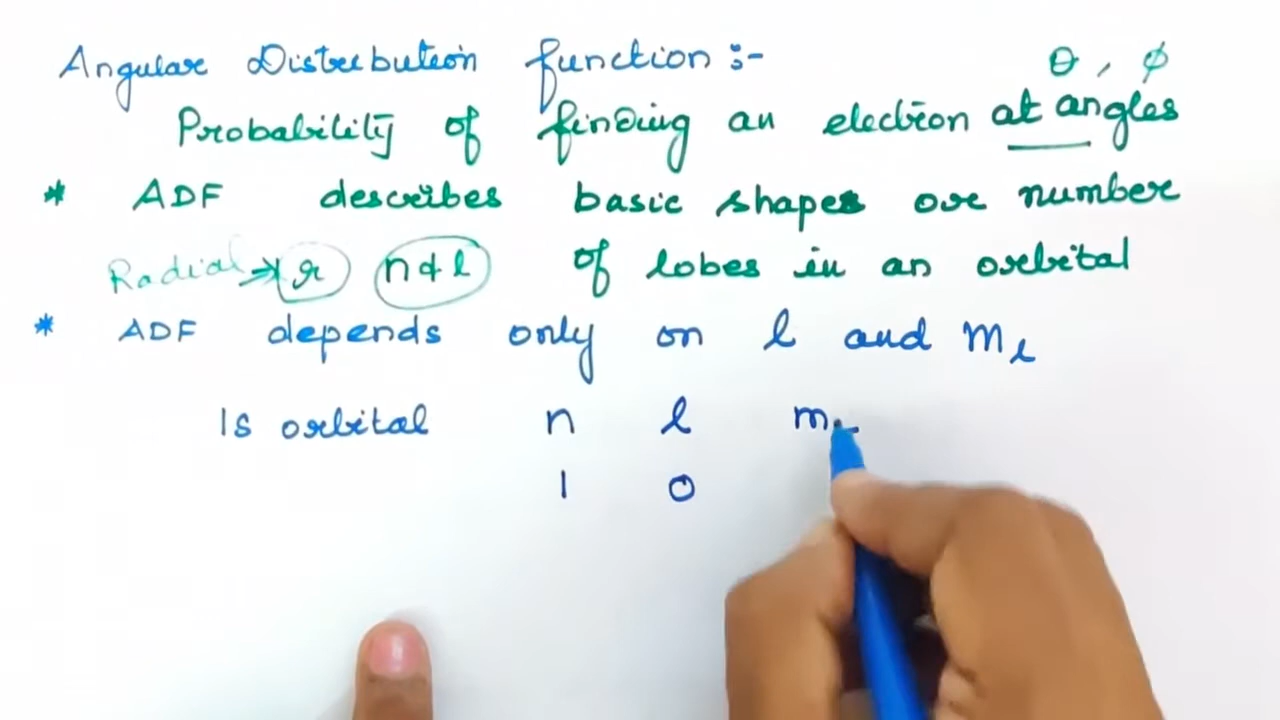 Angular Distribution function :-
θ, φ
Probability of finding an electron at angles
* ADF describes basic shapes or number
Radial → r n & l of lobes in an orbital
* ADF depends only on l and ml
1s orbital n l m
1 0